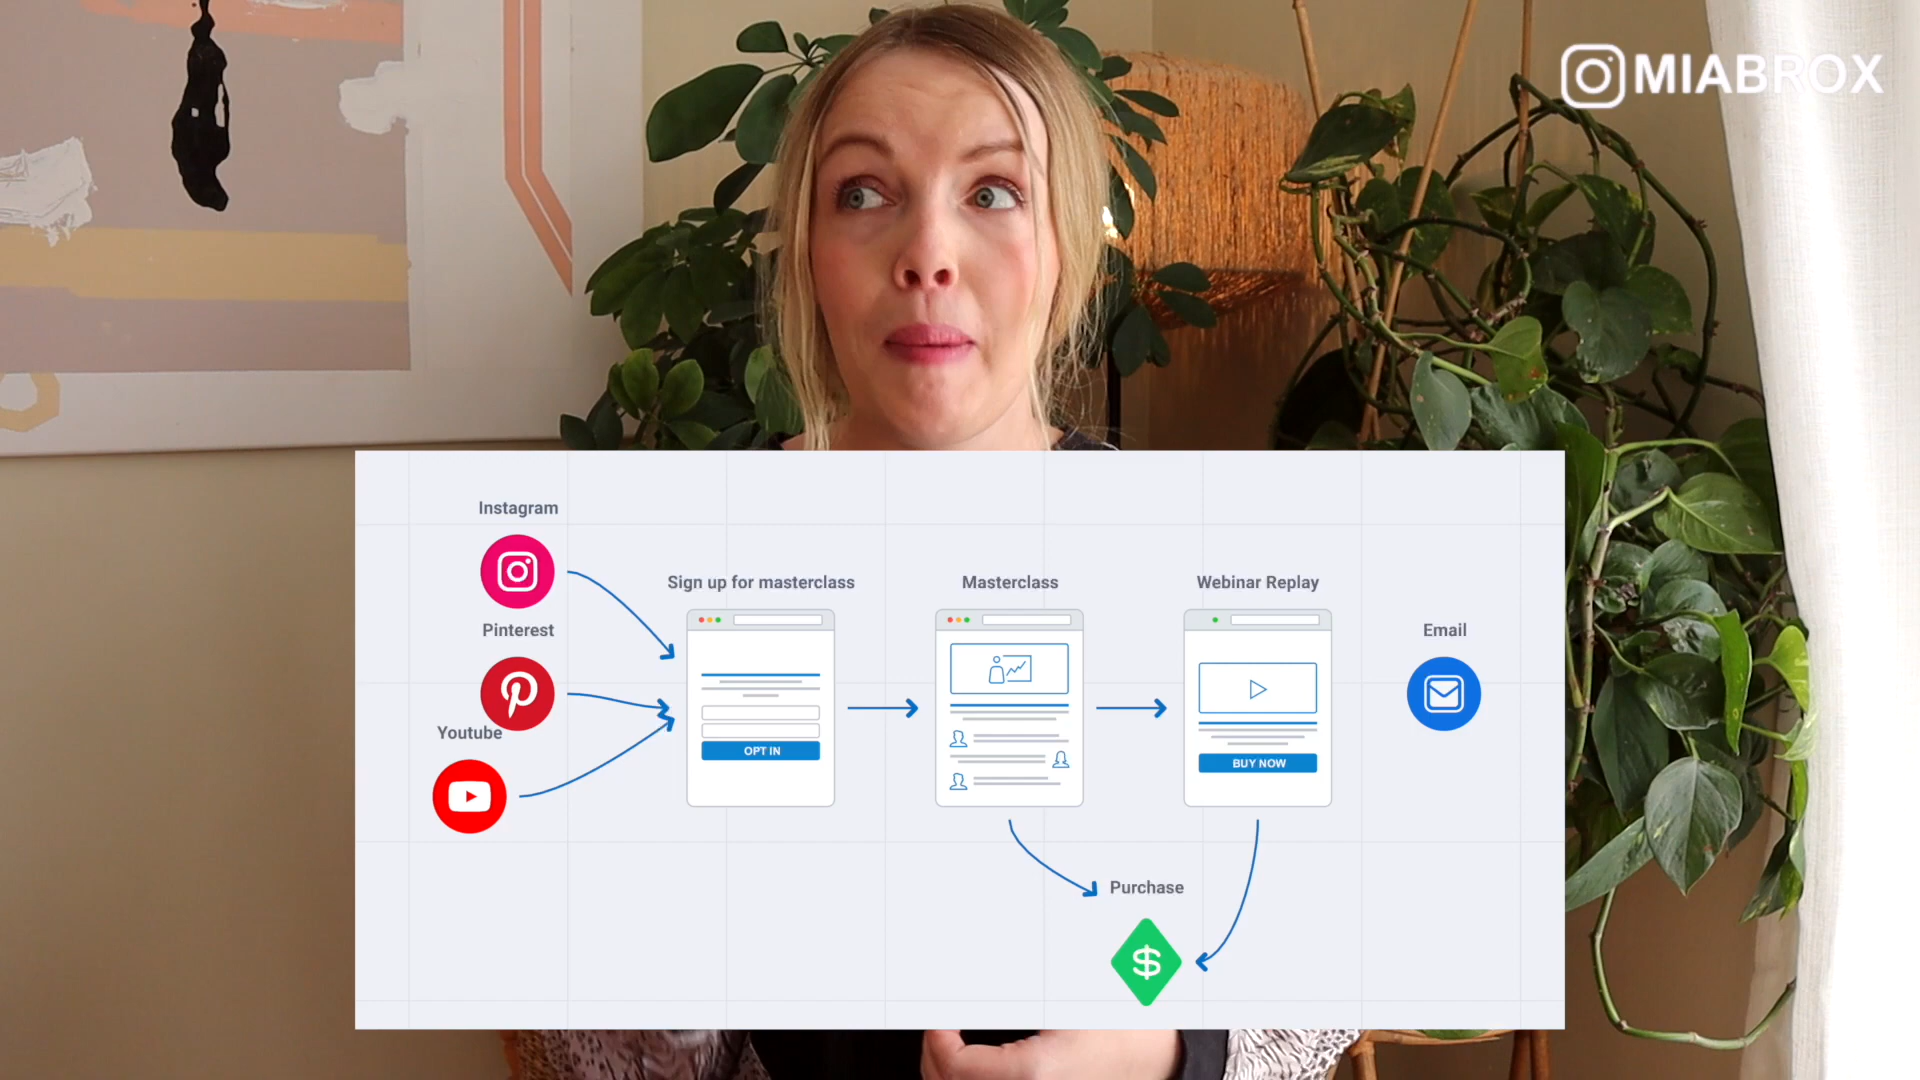 MIABROX
Instagram
Sign up for masterclass
Masterclass
Webinar Replay
Pinterest
Email
Youtube
OPT IN
BUY NOW
Purchase
$